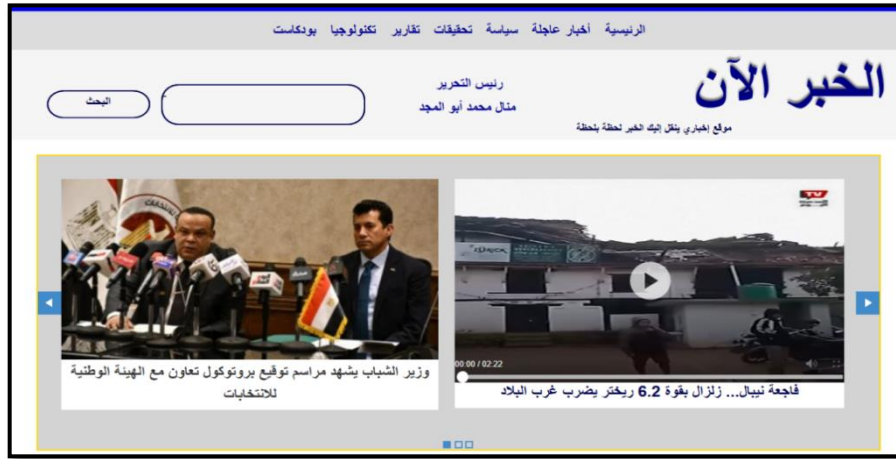 الرئيسية أخبار عاجلة سياسة تحقيقات تقارير تكنولوجيا بودكاست
الخبر الآن
موقع إخباري ينقل إليك الخبر لحظة بلحظة
رئيس التحرير
منال محمد أبو المجد
البحث
TV
00:00 / 02:22
فاجعة نيبال... زلزال بقوة 6.2 ريختر يضرب غرب البلاد
وزير الشباب يشهد مراسم توقيع بروتوكول تعاون مع الهيئة الوطنية
للانتخابات